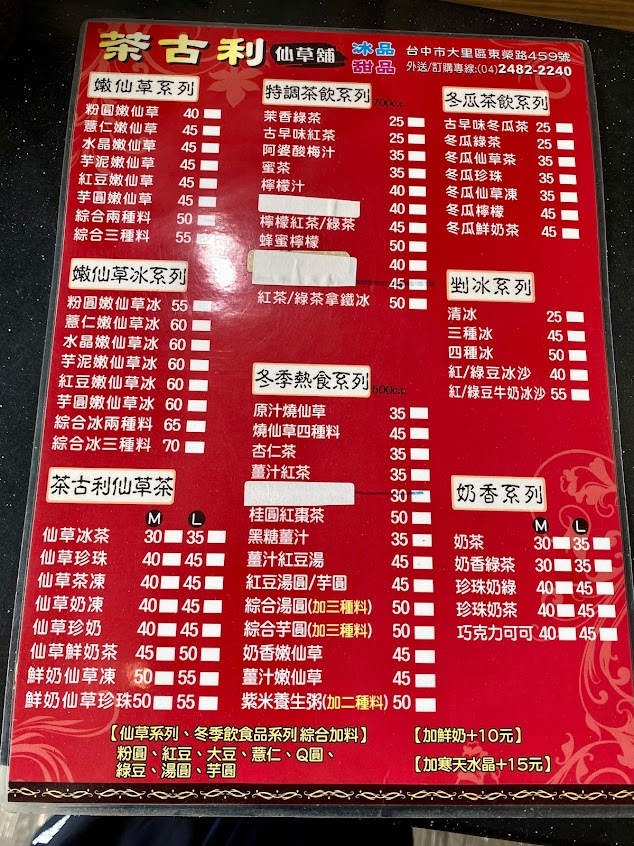 茶古利 仙草舖 冰品 甜品
台中市大里區東榮路459號
外送/訂購專線:(04)2482-2240
嫩仙草系列
粉圓嫩仙草 40
薏仁嫩仙草 45
水晶嫩仙草 45
芋泥嫩仙草 45
紅豆嫩仙草 45
芋圓嫩仙草 45
綜合兩種料 50
綜合三種料 55
嫩仙草冰系列
粉圓嫩仙草冰 55
薏仁嫩仙草冰 60
水晶嫩仙草冰 60
芋泥嫩仙草冰 60
紅豆嫩仙草冰 60
芋圓嫩仙草冰 60
綜合冰兩種料 65
綜合冰三種料 70
茶古利仙草茶
M L
仙草冰茶 30 35
仙草珍珠 40 45
仙草茶凍 40 45
仙草奶凍 40 45
仙草珍奶 40 45
仙草鮮奶茶 45 50
鮮奶仙草凍 50 55
鮮奶仙草珍珠 50 55
特調茶飲系列 700c.c
茉香綠茶 25
古早味紅茶 25
阿婆酸梅汁 35
蜜茶 35
檸檬汁 40
40
檸檬紅茶/綠茶 50
蜂蜜檸檬 50
40
45
紅茶/綠茶拿鐵冰 50
冬季熱食系列 500c.c
原汁燒仙草 35
燒仙草四種料 45
杏仁茶 35
薑汁紅茶 35
30
桂圓紅棗茶 50
黑糖薑汁 35
薑汁紅豆湯 45
紅豆湯圓/芋圓 45
綜合湯圓(加三種料) 50
綜合芋圓(加三種料) 50
奶香嫩仙草 45
薑汁嫩仙草 45
紫米養生粥(加二種料) 50
冬瓜茶飲系列
古早味冬瓜茶 25
冬瓜綠茶 25
冬瓜仙草茶 35
冬瓜珍珠 35
冬瓜仙草凍 35
冬瓜檸檬 45
冬瓜鮮奶茶 45
剉冰系列
清冰 25
三種冰 45
四種冰 50
紅/綠豆冰沙 40
紅/綠豆牛奶冰沙 55
奶香系列
M L
奶茶 30 35
奶香綠茶 30 35
珍珠奶綠 40 45
珍珠奶茶 40 45
巧克力可可 40 45
【仙草系列、冬季飲食品系列 綜合加料】
粉圓、紅豆、大豆、薏仁、Q圓、
綠豆、湯圓、芋圓
【加鮮奶+10元】
【加寒天水晶+15元】